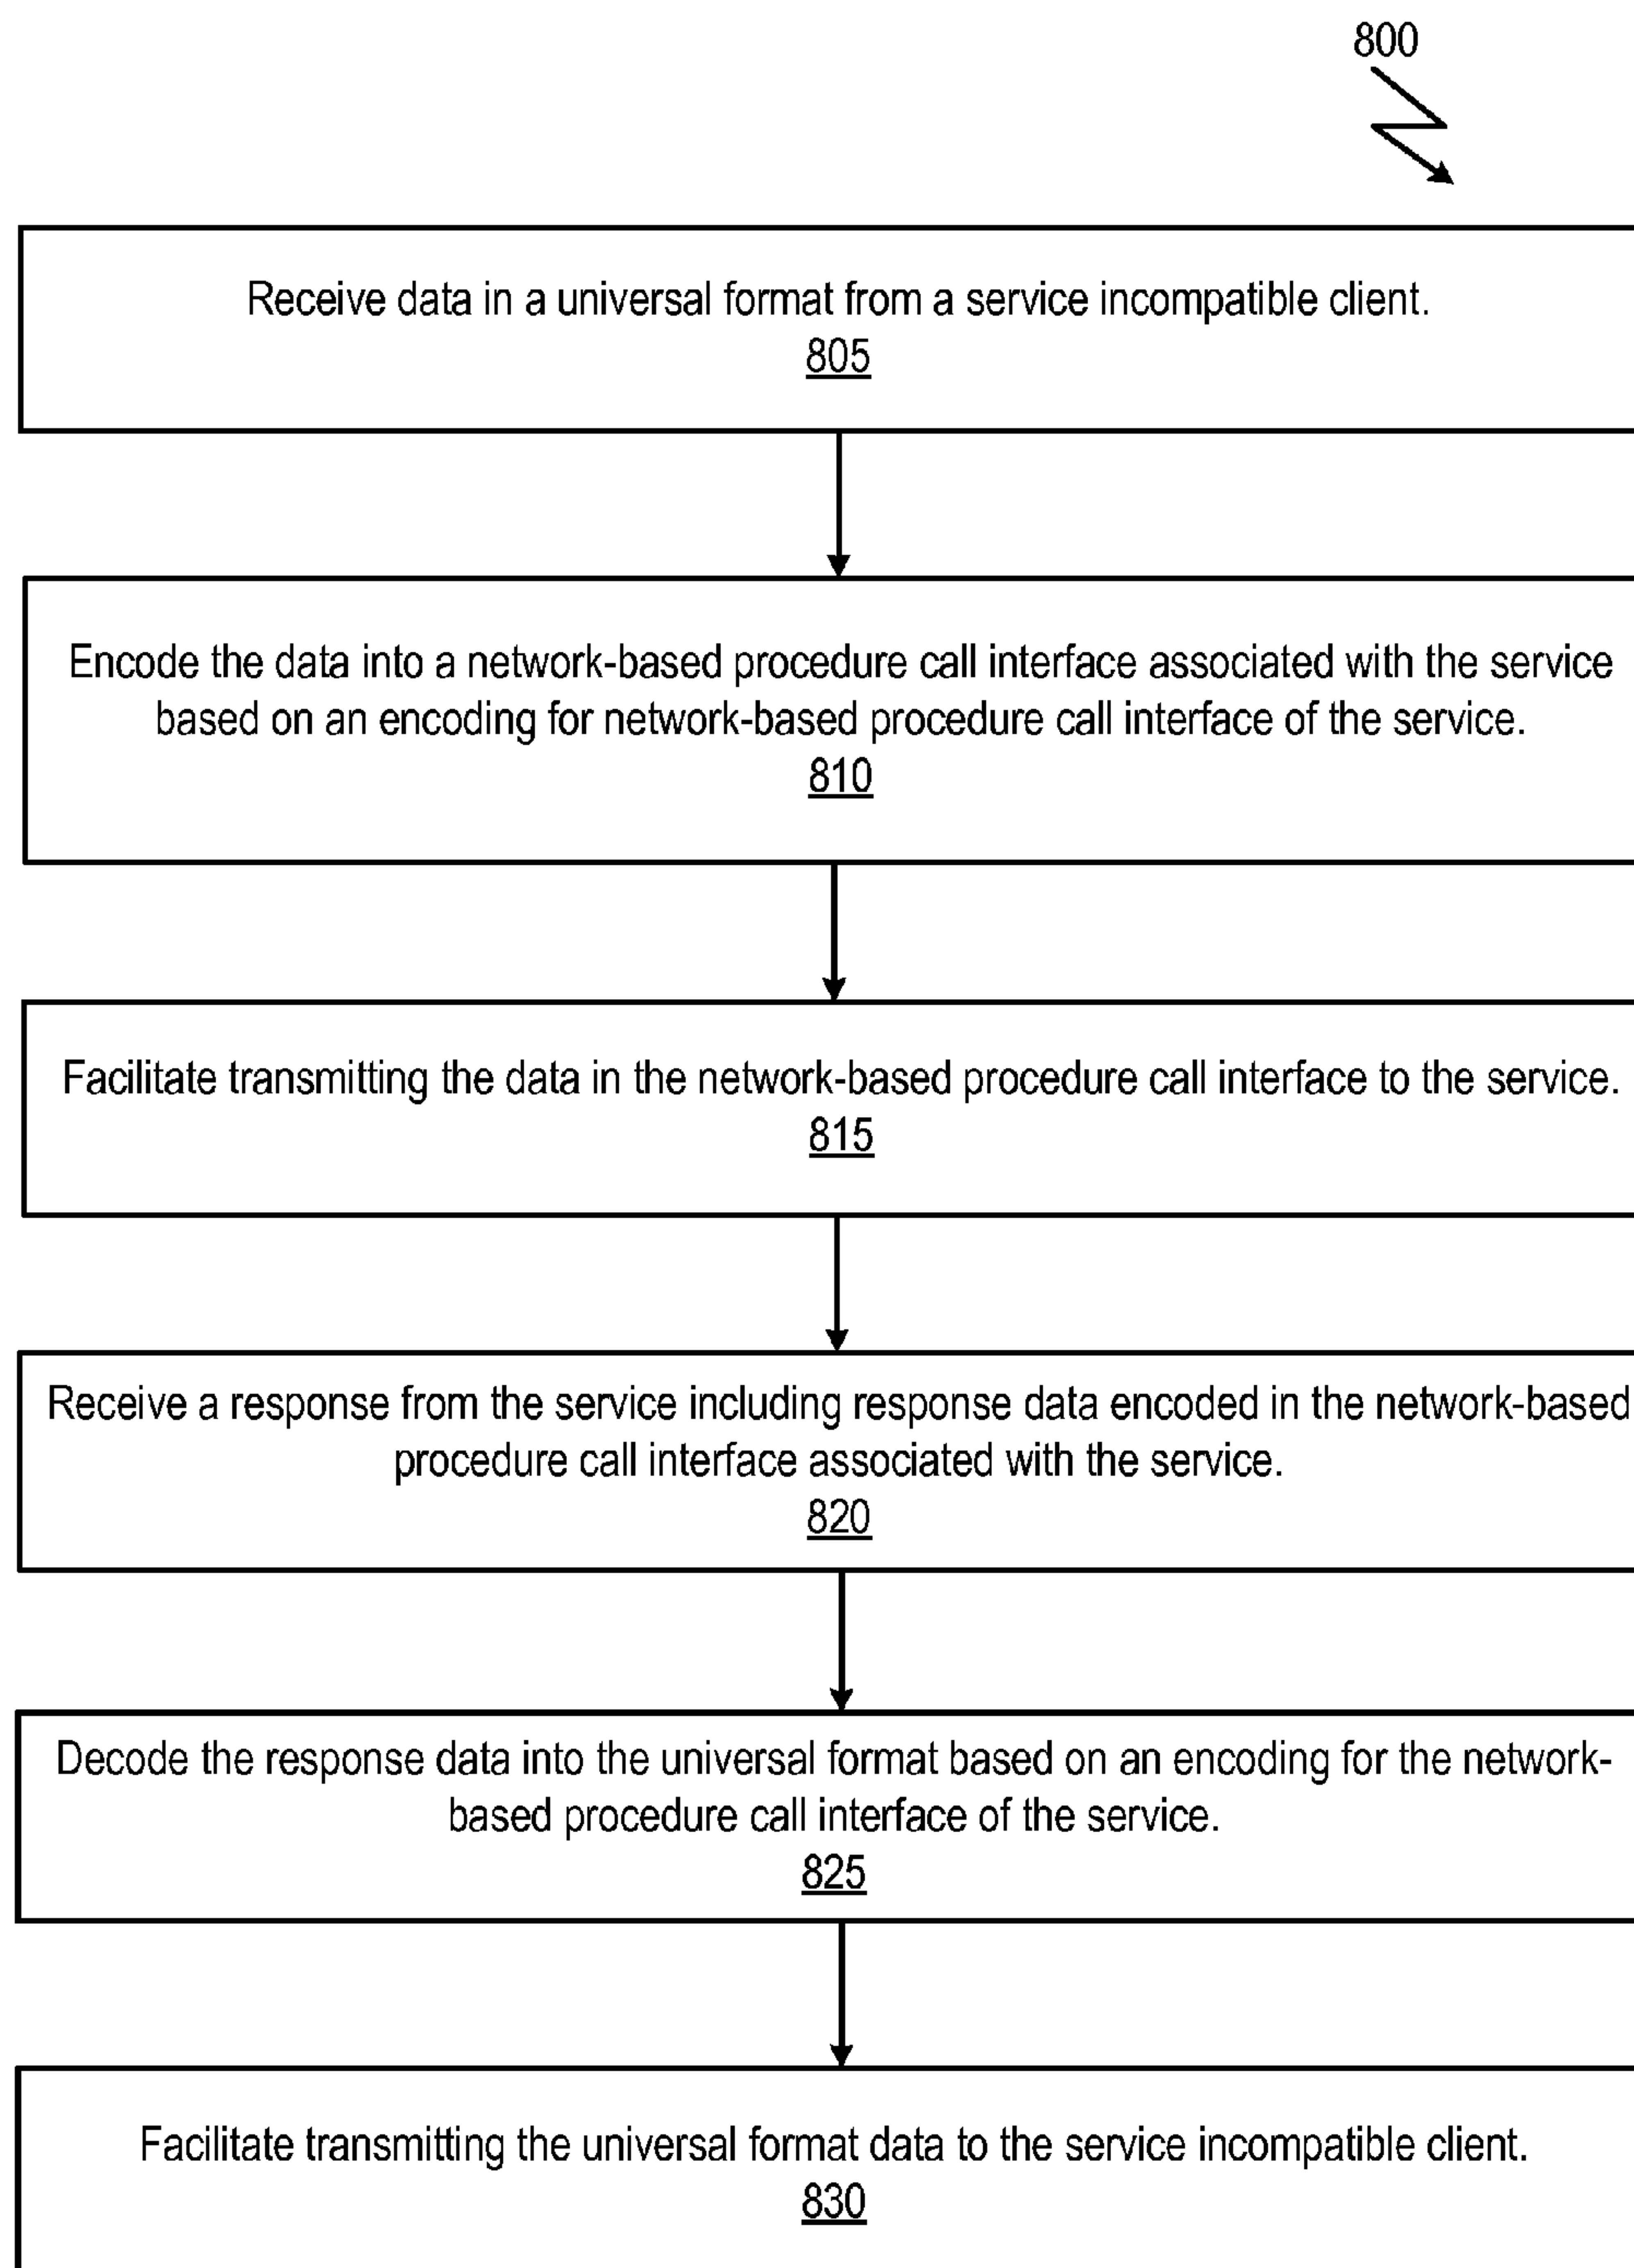 800
Receive data in a universal format from a service incompatible client.
805
Encode the data into a network-based procedure call interface associated with the service
based on an encoding for network-based procedure call interface of the service.
810
Facilitate transmitting the data in the network-based procedure call interface to the service.
815
Receive a response from the service including response data encoded in the network-based
procedure call interface associated with the service.
820
Decode the response data into the universal format based on an encoding for the network-
based procedure call interface of the service.
825
Facilitate transmitting the universal format data to the service incompatible client.
830